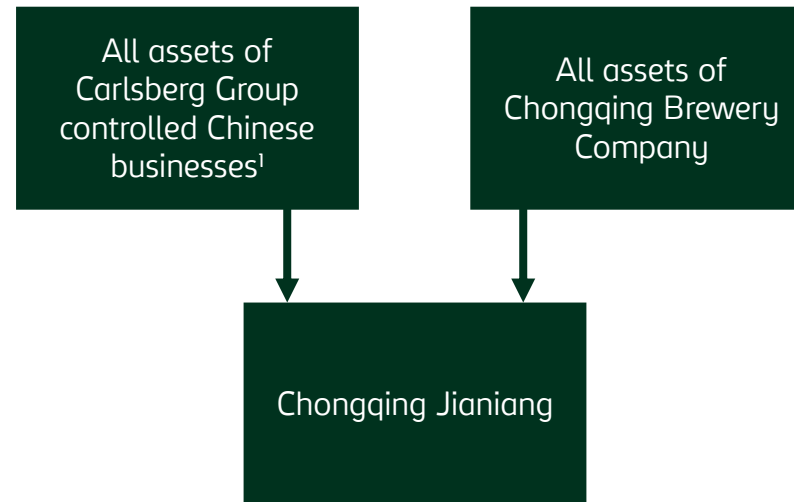 All assets of
Carlsberg Group
controlled Chinese
businesses¹
All assets of
Chongqing Brewery
Company
Chongqing Jianiang